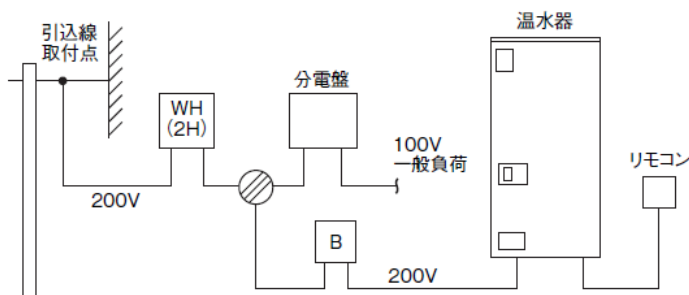 引込線
取付点
WH
(2H)
200V
分電盤
100V
一般負荷
B
200V
温水器
リモコン